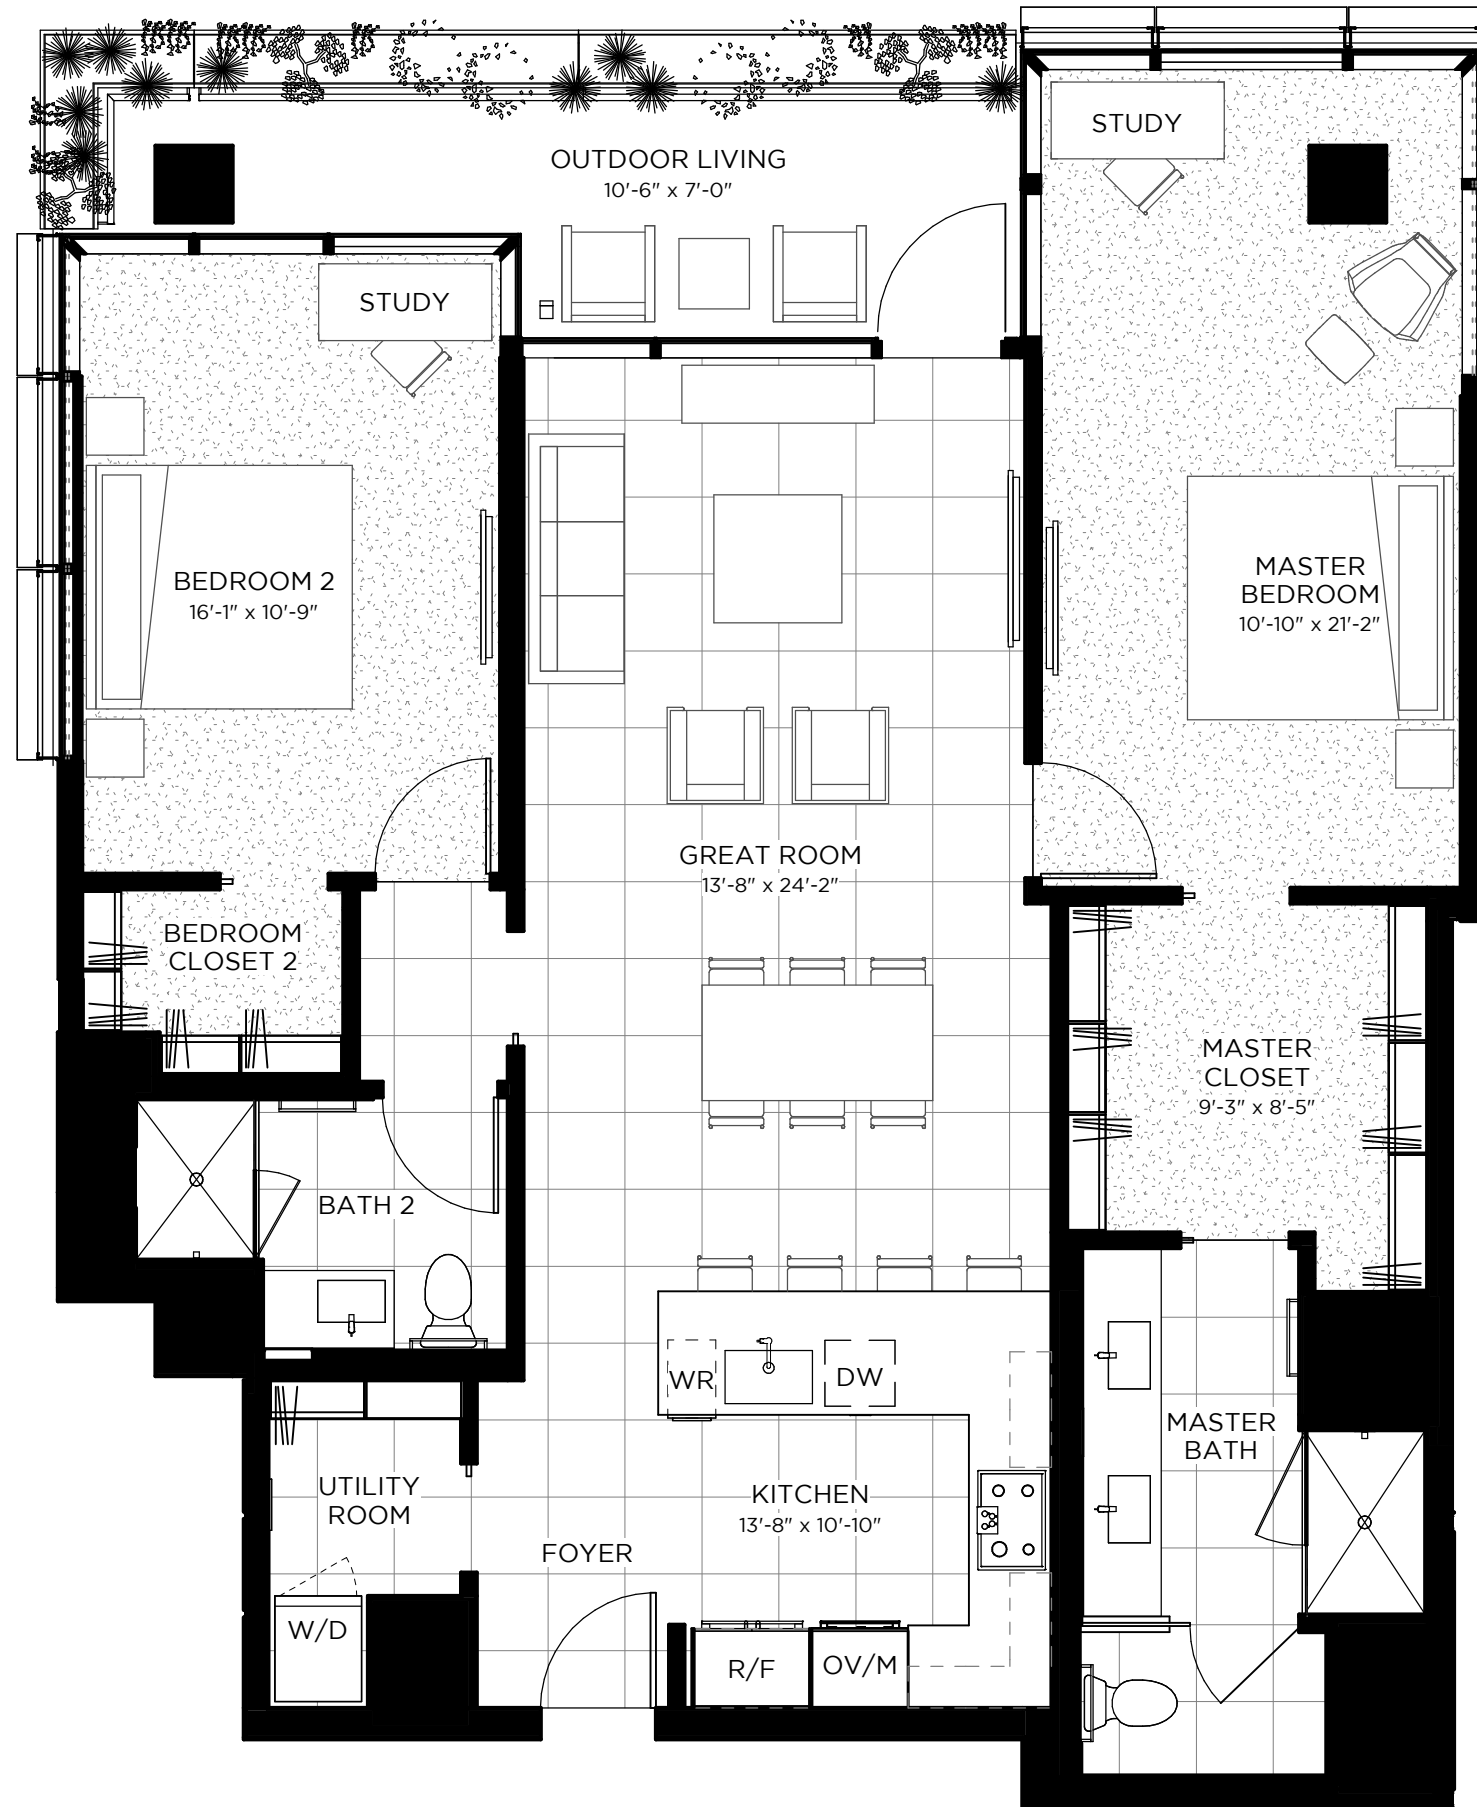 STUDY
OUTDOOR LIVING
10'-6" x 7'-0"
STUDY
BEDROOM 2
16'-1" x 10'-9"
MASTER
BEDROOM
10'-10" x 21'-2"
GREAT ROOM
13'-8" x 24'-2"
BEDROOM
CLOSET 2
MASTER
CLOSET
9'-3" x 8'-5"
BATH 2
WR
DW
MASTER
BATH
UTILITY
ROOM
KITCHEN
13'-8" x 10'-10"
FOYER
W/D
R/F
OV/M